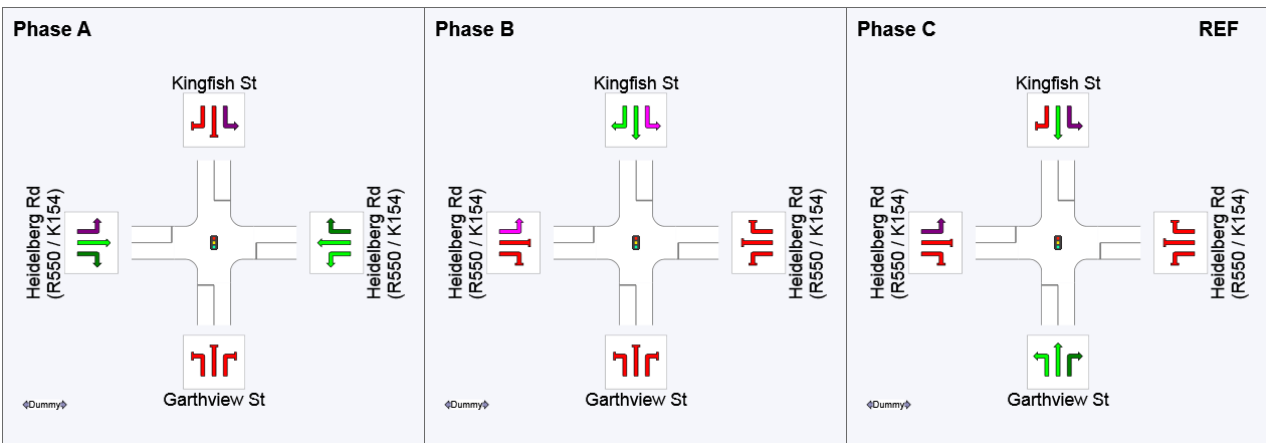 Phase A
Kingfish St
Heidelberg Rd
(R550 / K154)
Heidelberg Rd
(R550 / K154)
Garthview St
Dummy
Phase B
Kingfish St
Heidelberg Rd
(R550 / K154)
Heidelberg Rd
(R550 / K154)
Garthview St
Dummy
Phase C
REF
Kingfish St
Heidelberg Rd
(R550 / K154)
Heidelberg Rd
(R550 / K154)
Garthview St
Dummy